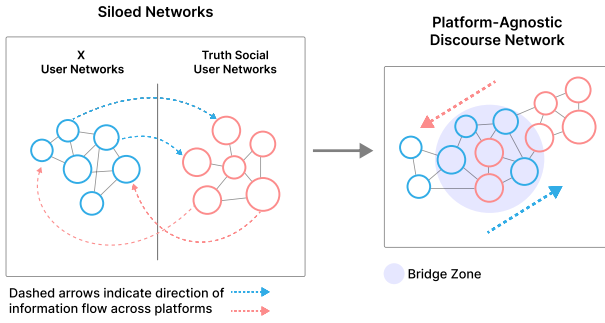 Siloed Networks
X
User Networks
Truth Social
User Networks
Dashed arrows indicate direction of
information flow across platforms
Platform-Agnostic
Discourse Network
Bridge Zone